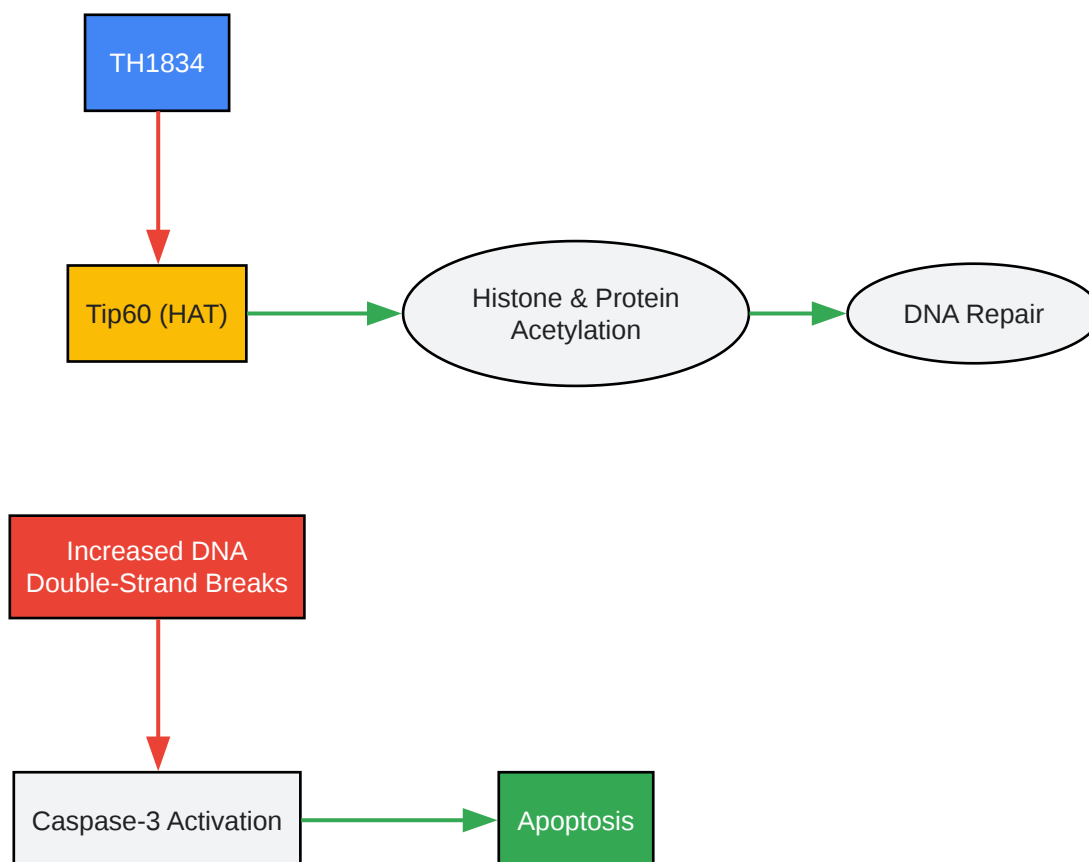 TH1834
Tip60 (HAT)
Histone & Protein
Acetylation
DNA Repair
Increased DNA
Double-Strand Breaks
Caspase-3 Activation
Apoptosis